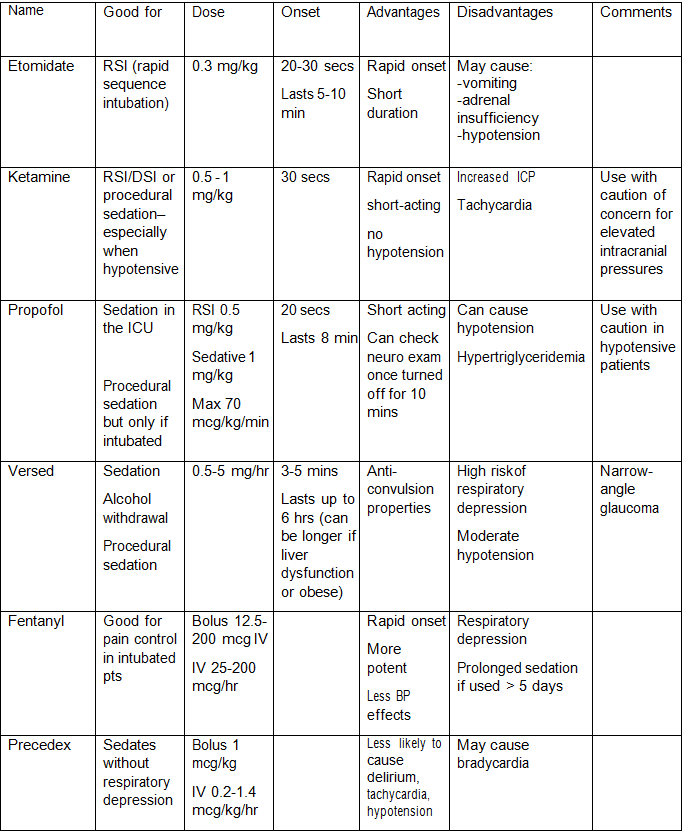 Name
Good for
Dose
Onset
Advantages
Disadvantages
Comments
Etomidate
RSI (rapid
sequence
intubation)
0.3 mg/kg
20-30 secs
Lasts 5-10
min
Rapid onset
Short
duration
May cause:
-vomiting
-adrenal
insufficiency
-hypotension
Ketamine
RSI/DSI or
procedural
sedation–
especially
when
hypotensive
0.5 - 1
mg/kg
30 secs
Rapid onset
short-acting
no
hypotension
Increased ICP
Tachycardia
Use with
caution of
concern for
elevated
intracranial
pressures
Propofol
Sedation in
the ICU
Procedural
sedation
but only if
intubated
RSI 0.5
mg/kg
Sedative 1
mg/kg
Max 70
mcg/kg/min
20 secs
Lasts 8 min
Short acting
Can check
neuro exam
once turned
off for 10
mins
Can cause
hypotension
Hypertriglyceridemia
Use with
caution in
hypotensive
patients
Versed
Sedation
Alcohol
withdrawal
Procedural
sedation
0.5-5 mg/hr
3-5 mins
Lasts up to
6 hrs (can
be longer if
liver
dysfunction
or obese)
Anti-
convulsion
properties
High riskof
respiratory
depression
Moderate
hypotension
Narrow-
angle
glaucoma
Fentanyl
Good for
pain control
in intubated
pts
Bolus 12.5-
200 mcg IV
IV 25-200
mcg/hr
Rapid onset
More
potent
Less BP
effects
Respiratory
depression
Prolonged sedation
if used > 5 days
Precedex
Sedates
without
respiratory
depression
Bolus 1
mcg/kg
IV 0.2-1.4
mcg/kg/hr
Less likely to
cause
delirium,
tachycardia,
hypotension
May cause
bradycardia